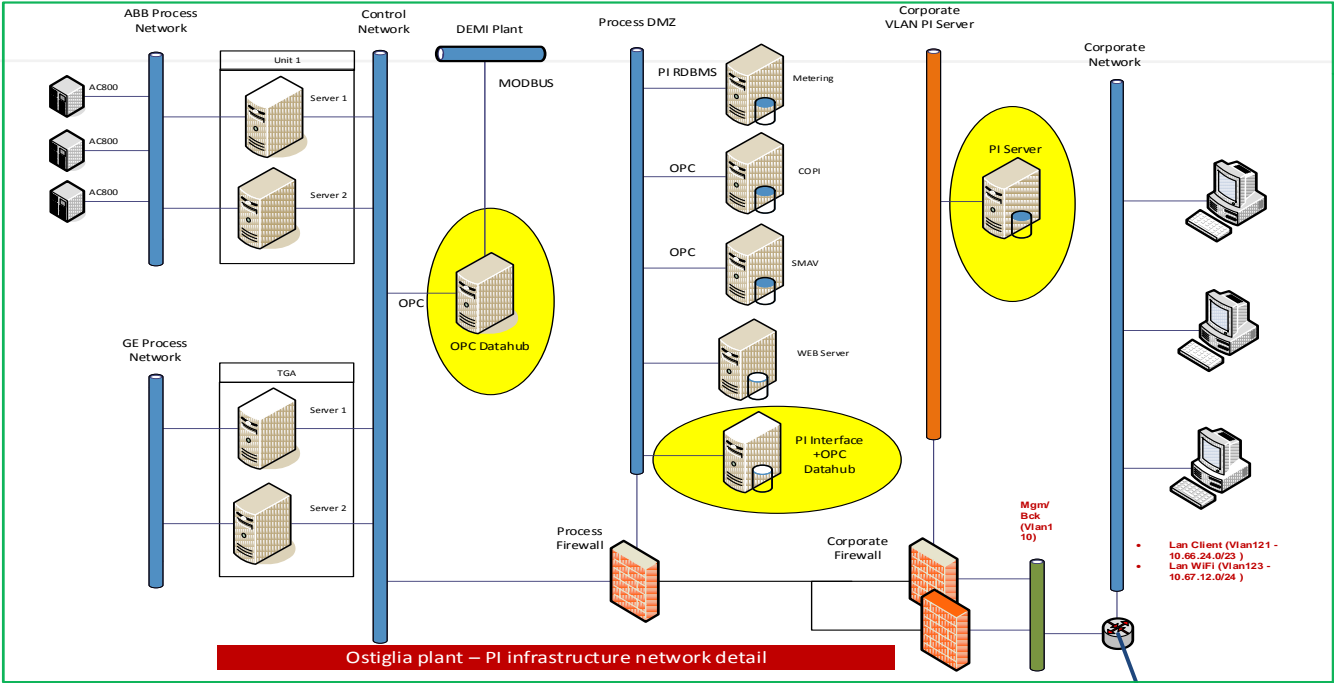 ABB Process
Network
Control
Network
DEMI Plant
Process DMZ
Corporate
VLAN PI Server
Corporate
Network
Unit 1
AC800
AC800
AC800
Server 1
Server 2
MODBUS
PI RDBMS
Metering
OPC
COPI
OPC
SMAV
PI Server
OPC
OPC Datahub
WEB Server
GE Process
Network
TGA
Server 1
Server 2
PI Interface
+OPC
Datahub
Process
Firewall
Corporate
Firewall
Mgm/
Bck
(Vlan1
10)
• Lan Client (Vlan121 -
10.66.24.0/23 )
• Lan WiFi (Vlan123 -
10.67.12.0/24 )
Ostiglia plant – PI infrastructure network detail